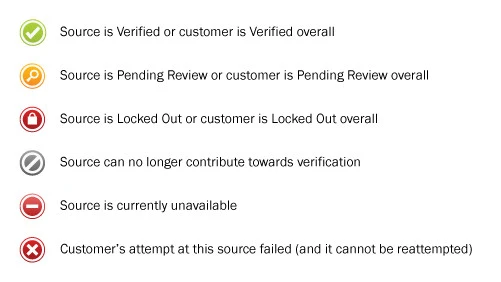 Source is Verified or customer is Verified overall
Source is Pending Review or customer is Pending Review overall
Source is Locked Out or customer is Locked Out overall
Source can no longer contribute towards verification
Source is currently unavailable
Customer's attempt at this source failed (and it cannot be reattempted)